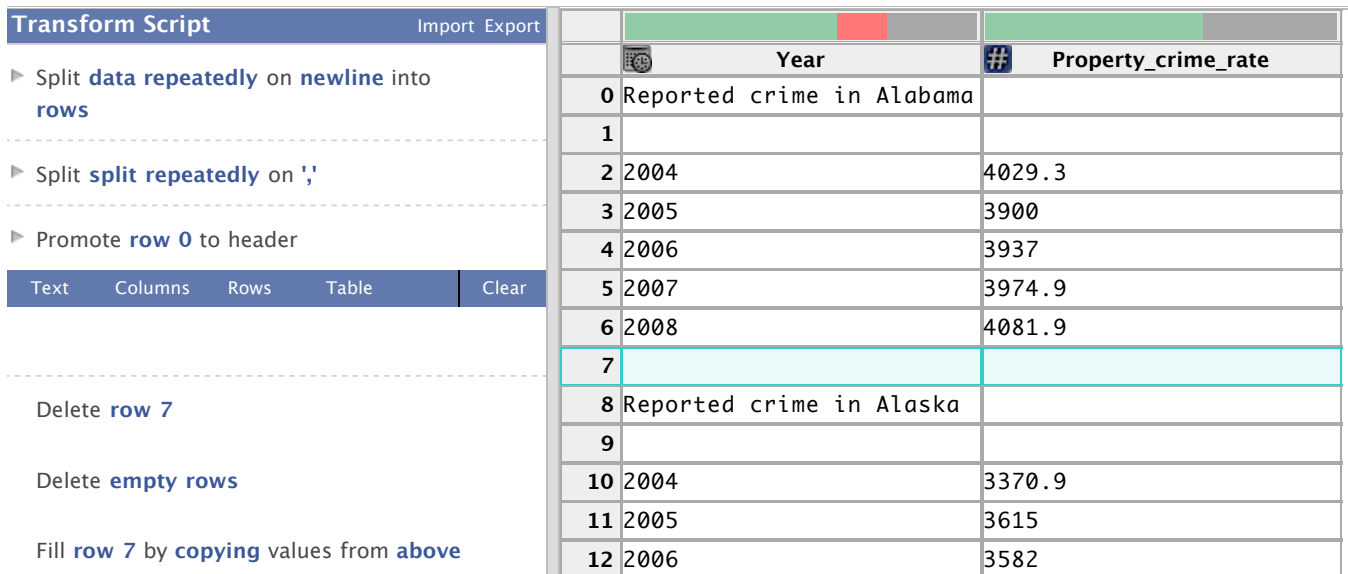 Transform Script Import Export
Split data repeatedly on newline into
rows
Split split repeatedly on ','
Promote row 0 to header
Text Columns Rows Table Clear
Delete row 7
Delete empty rows
Fill row 7 by copying values from above
Year # Property_crime_rate
0 Reported crime in Alabama
1
2 2004 4029.3
3 2005 3900
4 2006 3937
5 2007 3974.9
6 2008 4081.9
7
8 Reported crime in Alaska
9
10 2004 3370.9
11 2005 3615
12 2006 3582